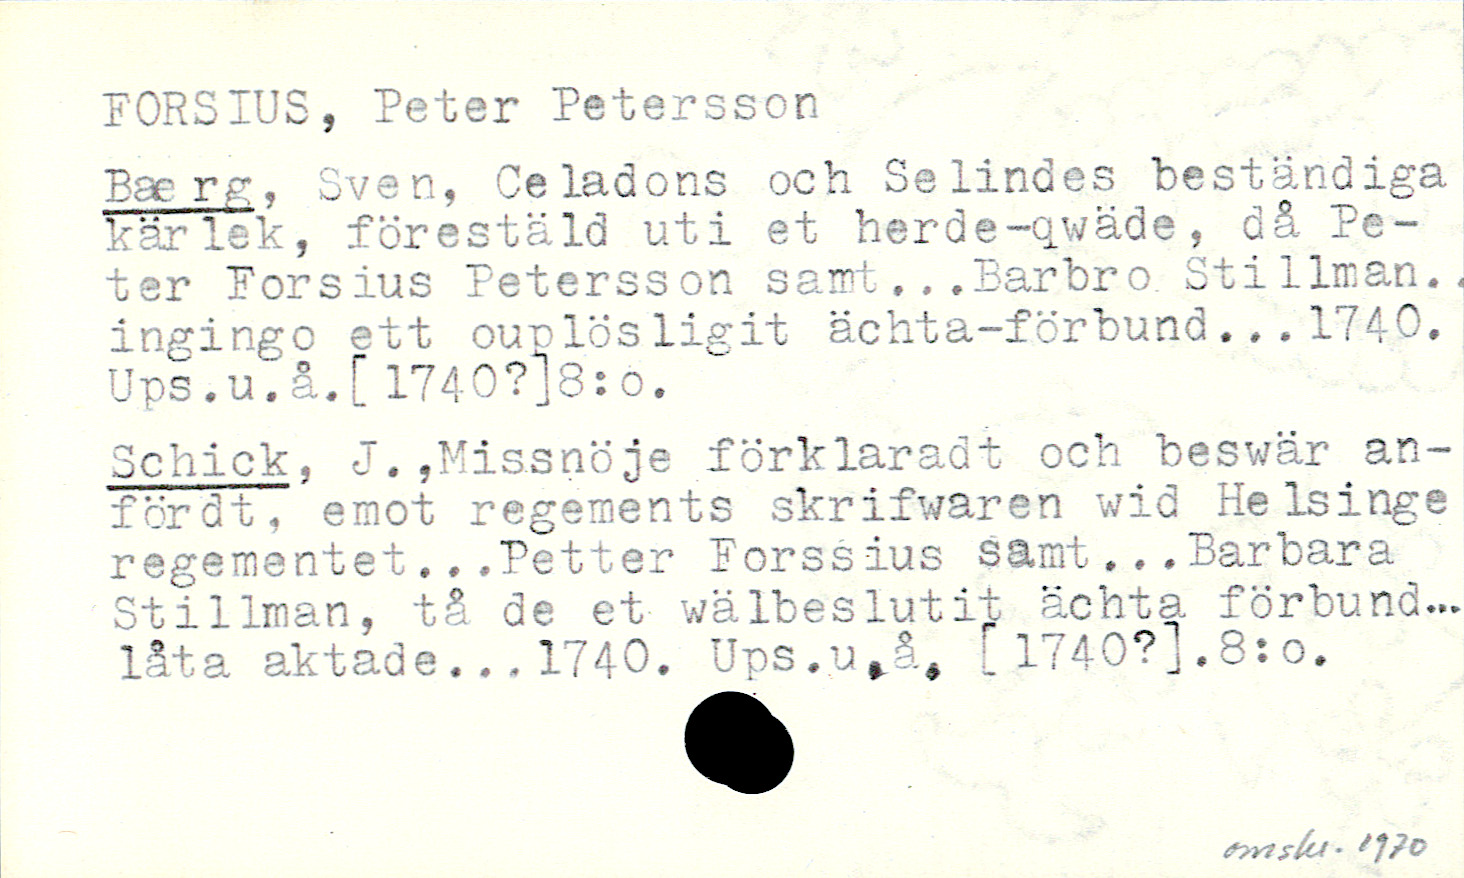 FORSIUS, Peter Petersson
Bærg, Sven, Celadons och Selindes beständiga
kärlek, förestäld uti et herde-qwäde, då Pe-
ter Forsius Petersson samt...Barbro Stillman..
ingingo ett ouplösligit ächta-förbund...1740.
Ups.u.å.[1740?]8:o.
Schick, J.,Missnöje förklaradt och beswär an-
fördt, emot regements skrifwaren wid Helsinge
regementet...Petter Forssius samt...Barbara
Stillman, tå de et wälbeslutit ächta förbund...
låta aktade...1740. Ups.u.å. [1740?].8:o.
omskr. 1970